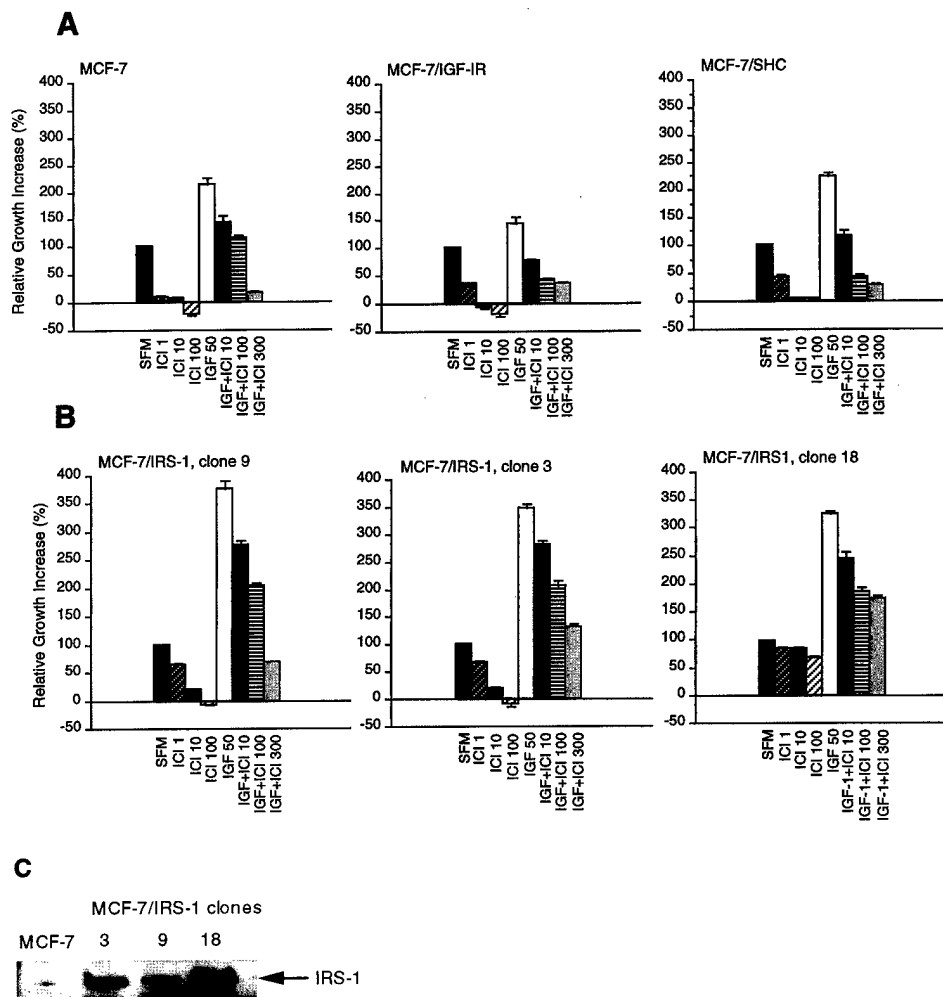 A
MCF-7
Relative Growth Increase (%)
400
350
300
250
200
150
100
50
0
-50
SFM
ICI 1
ICI 10
ICI 100
IGF 50
IGF+ICI 10
IGF+ICI 100
IGF+ICI 300
MCF-7/IGF-IR
400
350
300
250
200
150
100
50
0
-50
SFM
ICI 1
ICI 10
ICI 100
IGF 50
IGF+ICI 10
IGF+ICI 100
IGF+ICI 300
MCF-7/SHC
400
350
300
250
200
150
100
50
0
-50
SFM
ICI 1
ICI 10
ICI 100
IGF 50
IGF+ICI 10
IGF+ICI 100
IGF+ICI 300
B
MCF-7/IRS-1, clone 9
Relative Growth Increase (%)
400
350
300
250
200
150
100
50
0
-50
SFM
ICI 1
ICI 10
ICI 100
IGF 50
IGF+ICI 10
IGF+ICI 100
IGF+ICI 300
MCF-7/IRS-1, clone 3
400
350
300
250
200
150
100
50
0
-50
SFM
ICI 1
ICI 10
ICI 100
IGF 50
IGF+ICI 10
IGF+ICI 100
IGF+ICI 300
MCF-7/IRS1, clone 18
400
350
300
250
200
150
100
50
0
-50
SFM
ICI 1
ICI 10
ICI 100
IGF 50
IGF-1+ICI 10
IGF-1+ICI 100
IGF-1+ICI 300
C
MCF-7/IRS-1 clones
MCF-7 3 9 18
IRS-1